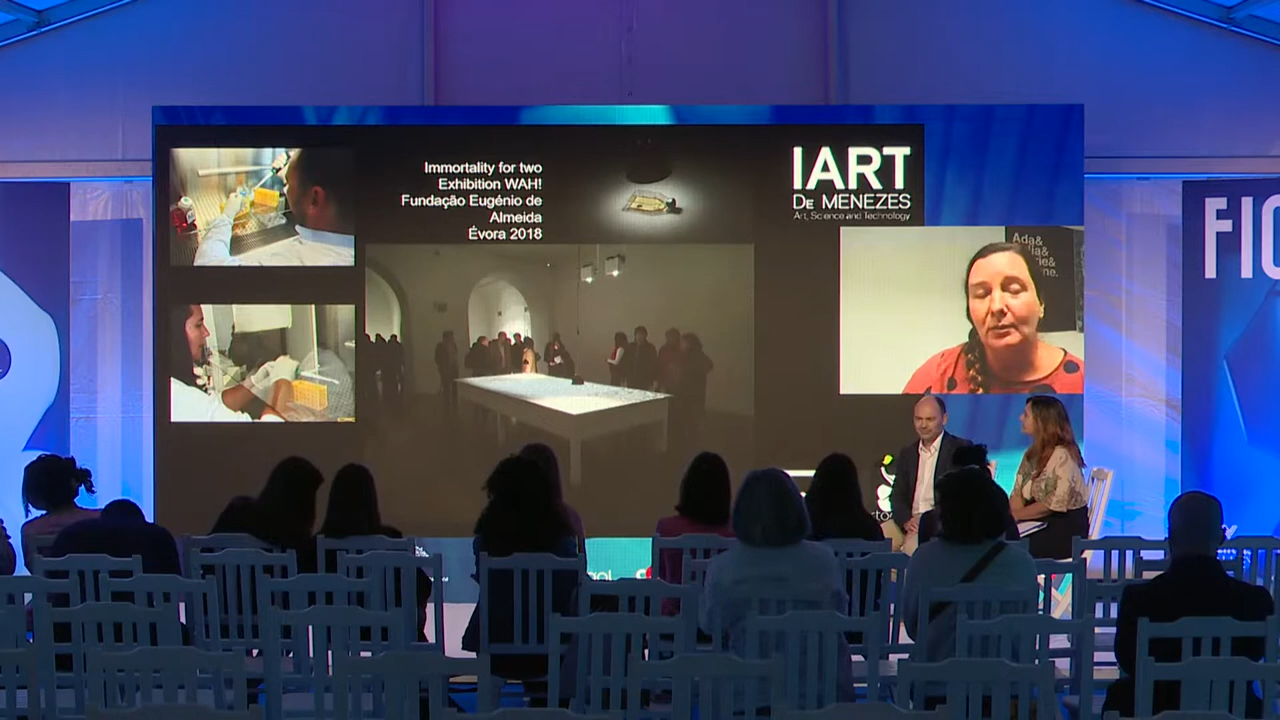 Immortality for two
Exhibition WAH!
Fundação Eugénio de
Almeida
Évora 2018
IART
DE MENEZES
Art, Science and Technology
Ada&
FIC